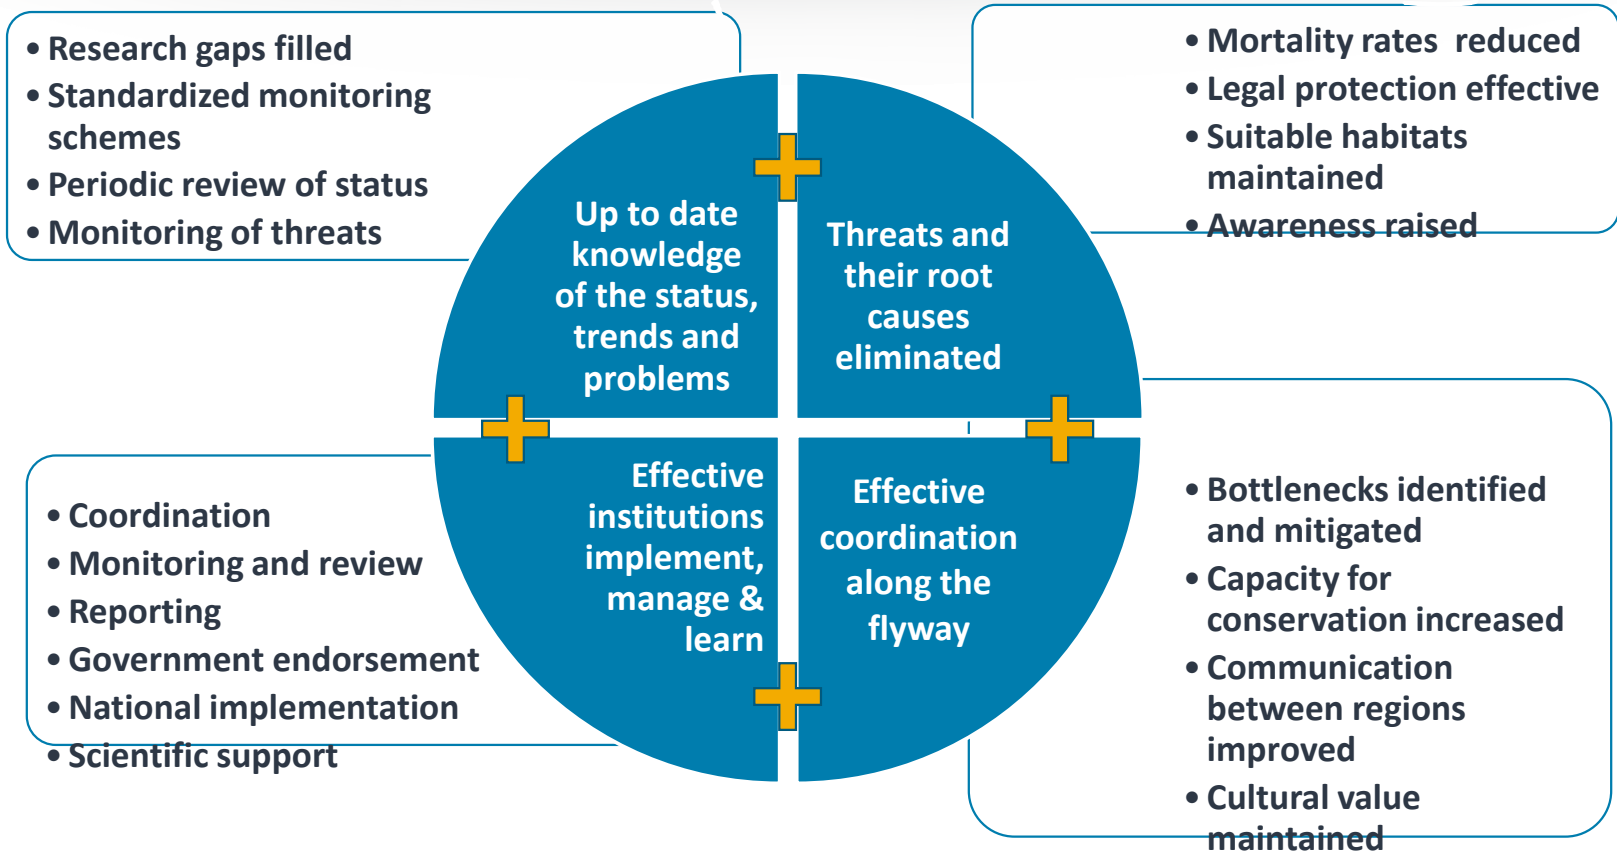 • Research gaps filled
• Standardized monitoring
schemes
• Periodic review of status
• Monitoring of threats
• Mortality rates reduced
• Legal protection effective
• Suitable habitats
maintained
• Awareness raised
Up to date
knowledge
of the status,
trends and
problems
Threats and
their root
causes
eliminated
Effective
institutions
implement,
manage &
learn
Effective
coordination
along the
flyway
• Coordination
• Monitoring and review
• Reporting
• Government endorsement
• National implementation
• Scientific support
• Bottlenecks identified
and mitigated
• Capacity for
conservation increased
• Communication
between regions
improved
• Cultural value
maintained